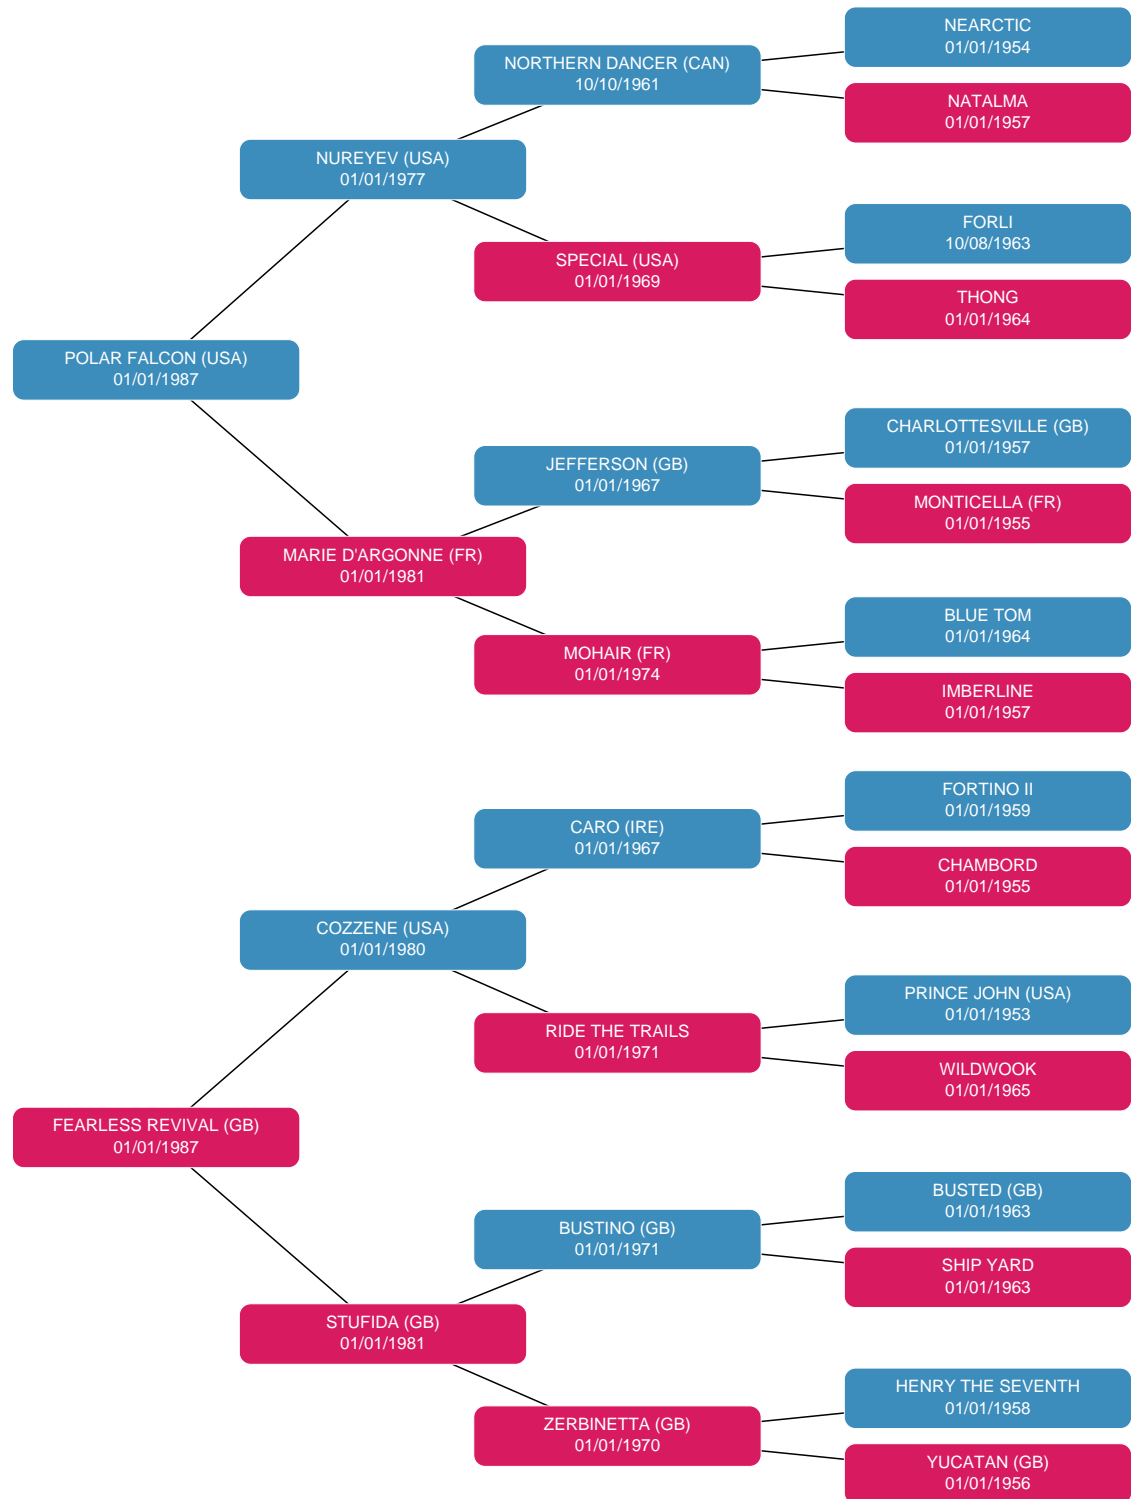 NEARCTIC
01/01/1954
NORTHERN DANCER (CAN)
10/10/1961
NATALMA
01/01/1957
NUREYEV (USA)
01/01/1977
FORLI
10/08/1963
SPECIAL (USA)
01/01/1969
THONG
01/01/1964
POLAR FALCON (USA)
01/01/1987
CHARLOTTESVILLE (GB)
01/01/1957
JEFFERSON (GB)
01/01/1967
MONTICELLA (FR)
01/01/1955
MARIE D'ARGONNE (FR)
01/01/1981
BLUE TOM
01/01/1964
MOHAIR (FR)
01/01/1974
IMBERLINE
01/01/1957
FORTINO II
01/01/1959
CARO (IRE)
01/01/1967
CHAMBORD
01/01/1955
COZZENE (USA)
01/01/1980
PRINCE JOHN (USA)
01/01/1953
RIDE THE TRAILS
01/01/1971
WILDWOOK
01/01/1965
FEARLESS REVIVAL (GB)
01/01/1987
BUSTED (GB)
01/01/1963
BUSTINO (GB)
01/01/1971
SHIP YARD
01/01/1963
STUFIDA (GB)
01/01/1981
HENRY THE SEVENTH
01/01/1958
ZERBINETTA (GB)
01/01/1970
YUCATAN (GB)
01/01/1956